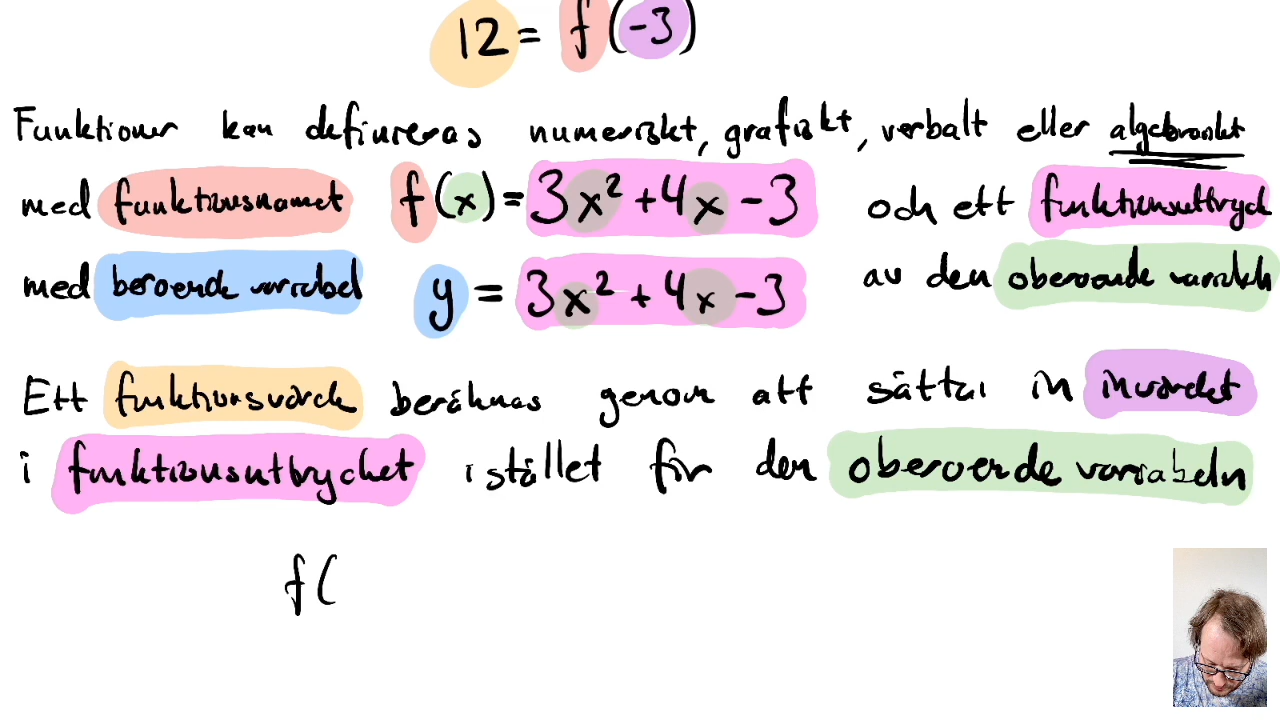 12 = f(-3)
Funktioner kan definieras numeriskt, grafiskt, verbalt eller algebraiskt
med funktionsnamet f(x) = 3x² + 4x - 3 och ett funktionsuttryck
med beroende variabel y = 3x² + 4x - 3 av den oberoende variabeln
Ett funktionsvärde beräknas genom att sätta in invärdet
i funktionsuttrycket istället för den oberoende variabeln
f(